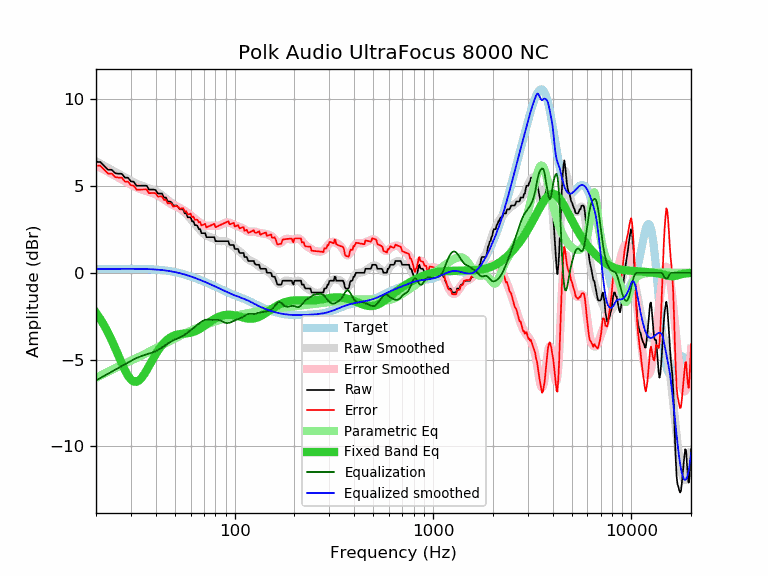 Polk Audio UltraFocus 8000 NC
Amplitude (dBr)
10
5
0
−5
−10
Target
Raw Smoothed
Error Smoothed
Raw
Error
Parametric Eq
Fixed Band Eq
Equalization
Equalized smoothed
100 1000 10000
Frequency (Hz)